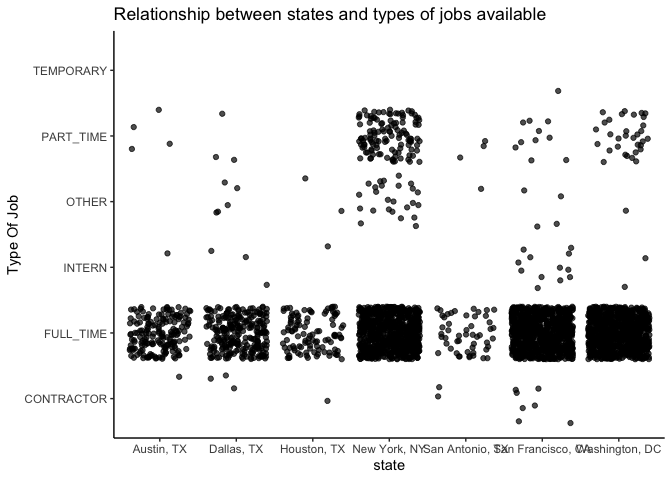 Relationship between states and types of jobs available
TEMPORARY
PART_TIME
OTHER
INTERN
FULL_TIME
CONTRACTOR
Type Of Job
Austin, TX
Dallas, TX
Houston, TX
New York, NY
San Antonio, TX
San Francisco, CA
Washington, DC
state